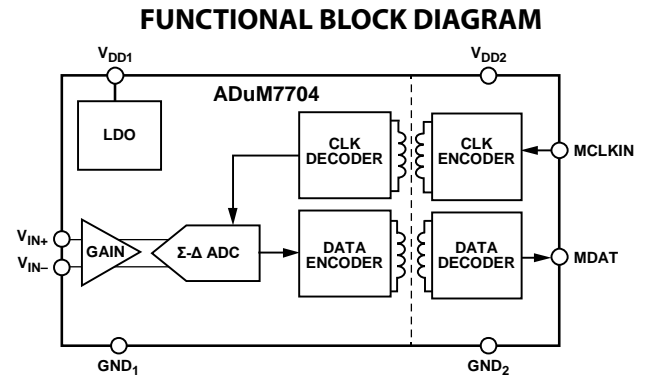 FUNCTIONAL BLOCK DIAGRAM
VDD1
VDD2
ADuM7704
LDO
CLK
DECODER
CLK
ENCODER
MCLKIN
VIN+
VIN–
GAIN
Σ-Δ ADC
DATA
ENCODER
DATA
DECODER
MDAT
GND1
GND2